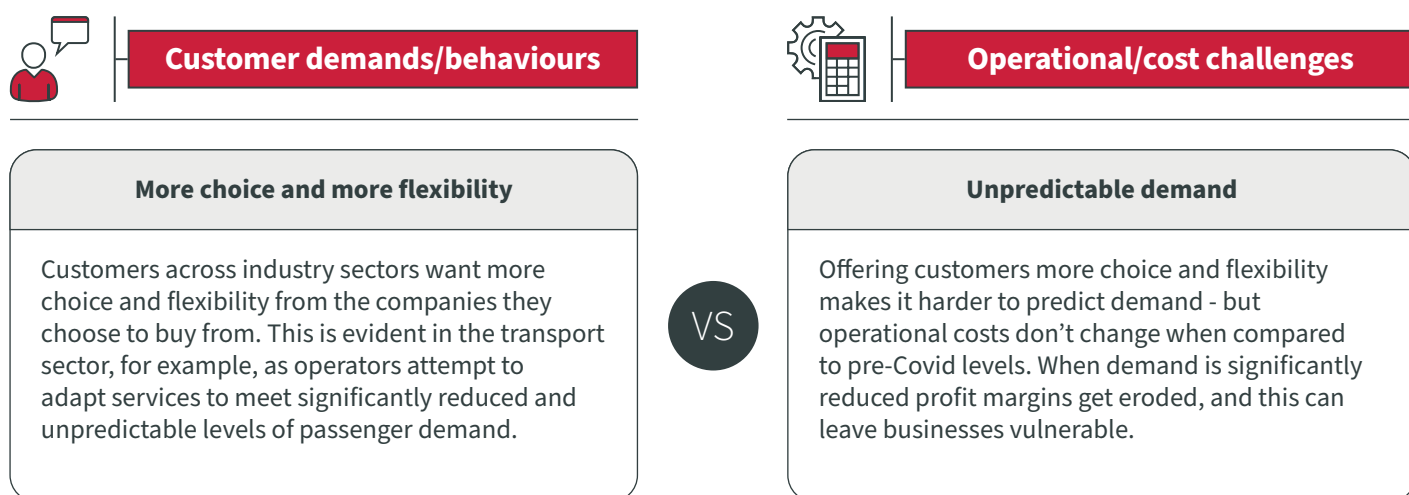 Customer demands/behaviours
More choice and more flexibility
Customers across industry sectors want more
choice and flexibility from the companies they
choose to buy from. This is evident in the transport
sector, for example, as operators attempt to
adapt services to meet significantly reduced and
unpredictable levels of passenger demand.
VS
Operational/cost challenges
Unpredictable demand
Offering customers more choice and flexibility
makes it harder to predict demand - but
operational costs don’t change when compared
to pre-Covid levels. When demand is significantly
reduced profit margins get eroded, and this can
leave businesses vulnerable.